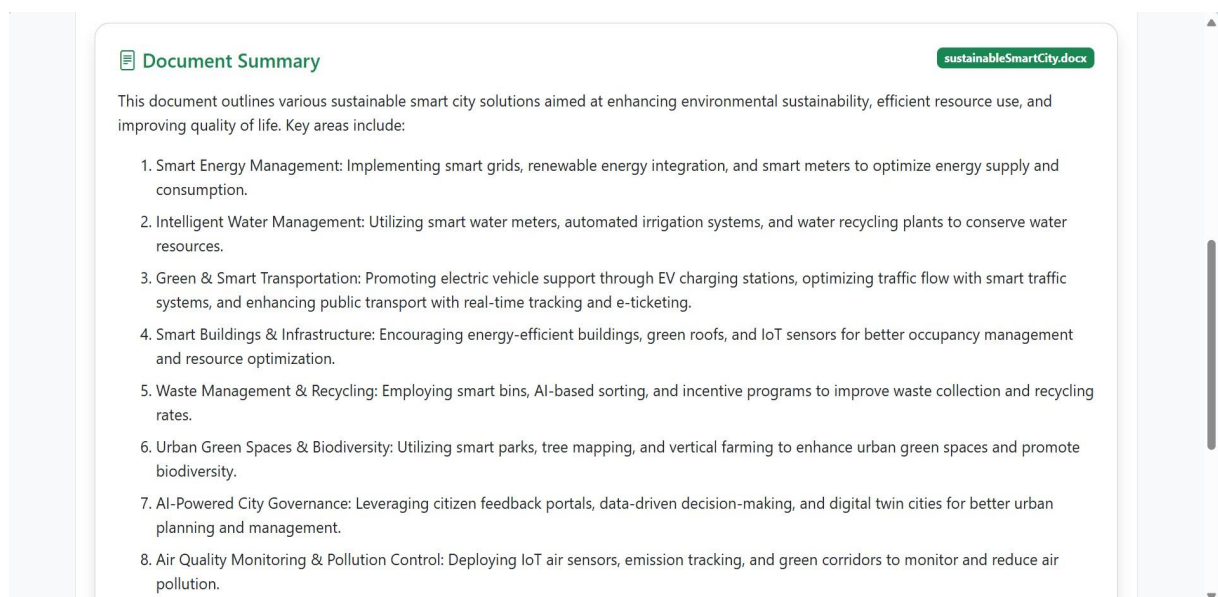 Document Summary
sustainableSmartCity.docx
This document outlines various sustainable smart city solutions aimed at enhancing environmental sustainability, efficient resource use, and
improving quality of life. Key areas include:
1. Smart Energy Management: Implementing smart grids, renewable energy integration, and smart meters to optimize energy supply and
consumption.
2. Intelligent Water Management: Utilizing smart water meters, automated irrigation systems, and water recycling plants to conserve water
resources.
3. Green & Smart Transportation: Promoting electric vehicle support through EV charging stations, optimizing traffic flow with smart traffic
systems, and enhancing public transport with real-time tracking and e-ticketing.
4. Smart Buildings & Infrastructure: Encouraging energy-efficient buildings, green roofs, and IoT sensors for better occupancy management
and resource optimization.
5. Waste Management & Recycling: Employing smart bins, AI-based sorting, and incentive programs to improve waste collection and recycling
rates.
6. Urban Green Spaces & Biodiversity: Utilizing smart parks, tree mapping, and vertical farming to enhance urban green spaces and promote
biodiversity.
7. AI-Powered City Governance: Leveraging citizen feedback portals, data-driven decision-making, and digital twin cities for better urban
planning and management.
8. Air Quality Monitoring & Pollution Control: Deploying IoT air sensors, emission tracking, and green corridors to monitor and reduce air
pollution.